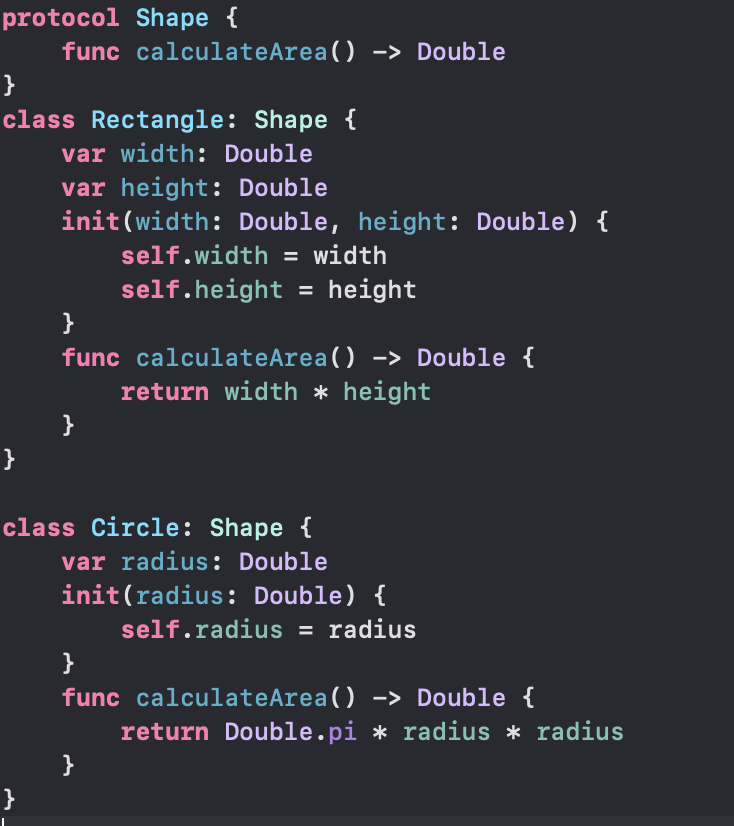 protocol Shape {
    func calculateArea() -> Double
}
class Rectangle: Shape {
    var width: Double
    var height: Double
    init(width: Double, height: Double) {
        self.width = width
        self.height = height
    }
    func calculateArea() -> Double {
        return width * height
    }
}

class Circle: Shape {
    var radius: Double
    init(radius: Double) {
        self.radius = radius
    }
    func calculateArea() -> Double {
        return Double.pi * radius * radius
    }
}